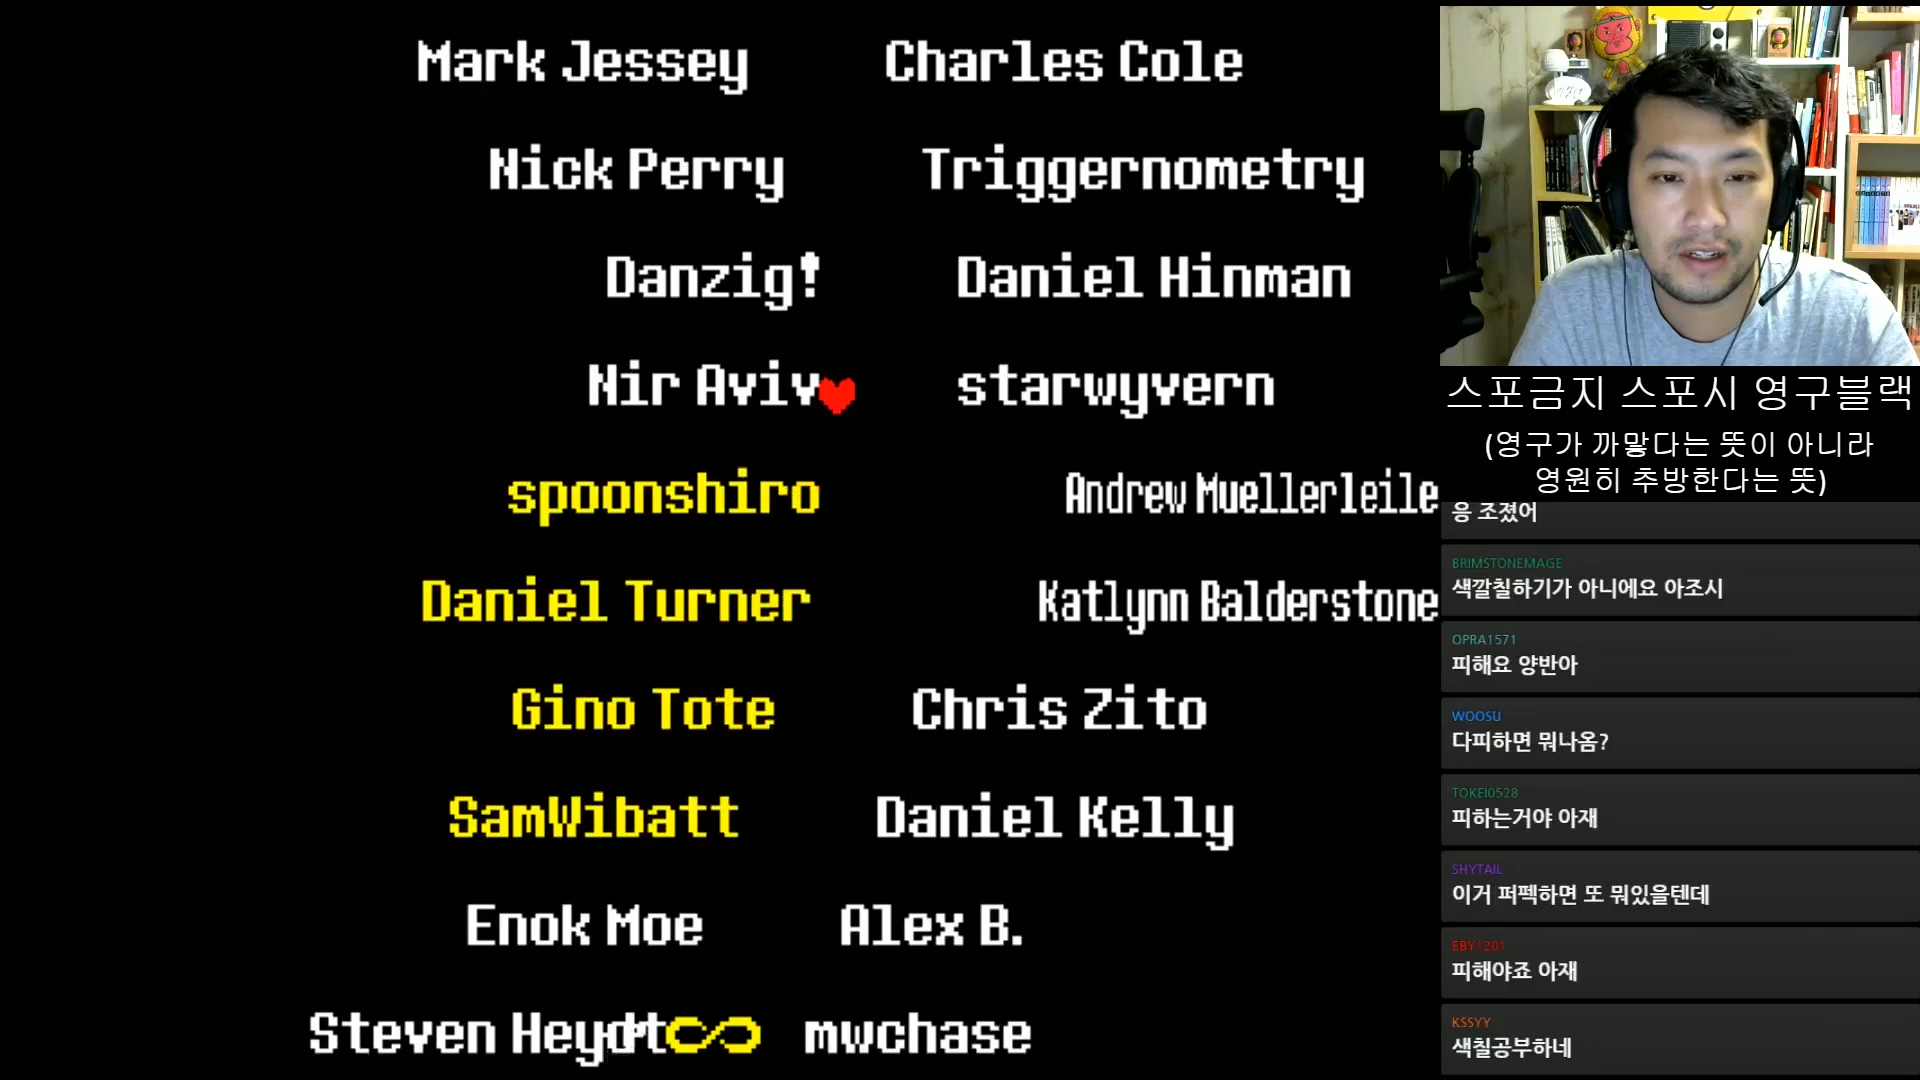 Mark Jessey Charles Cole
Nick Perry Triggernometry
Danzig! Daniel Hinman
Nir Aviv starwyvern
spoonshiro Andrew Muellerleile
Daniel Turner Katlynn Balderstone
Gino Tote Chris Zito
SamWibatt Daniel Kelly
Enok Moe Alex B.
Steven Heydt mwchase
스포금지 스포시 영구블랙
(영구가 까맣다는 뜻이 아니라
영원히 추방한다는 뜻)
응 조졌어
BRIMSTONEMAGE
색깔칠하기가 아니에요 아조시
OPRA1571
피해요 양반아
WOOSU
다피하면 뭐나옴?
TOKEI0528
피하는거야 아재
SHYTAIL
이거 퍼펙하면 또 뭐있을텐데
EBY1201
피해야죠 아재
KSSYY
색칠공부하네